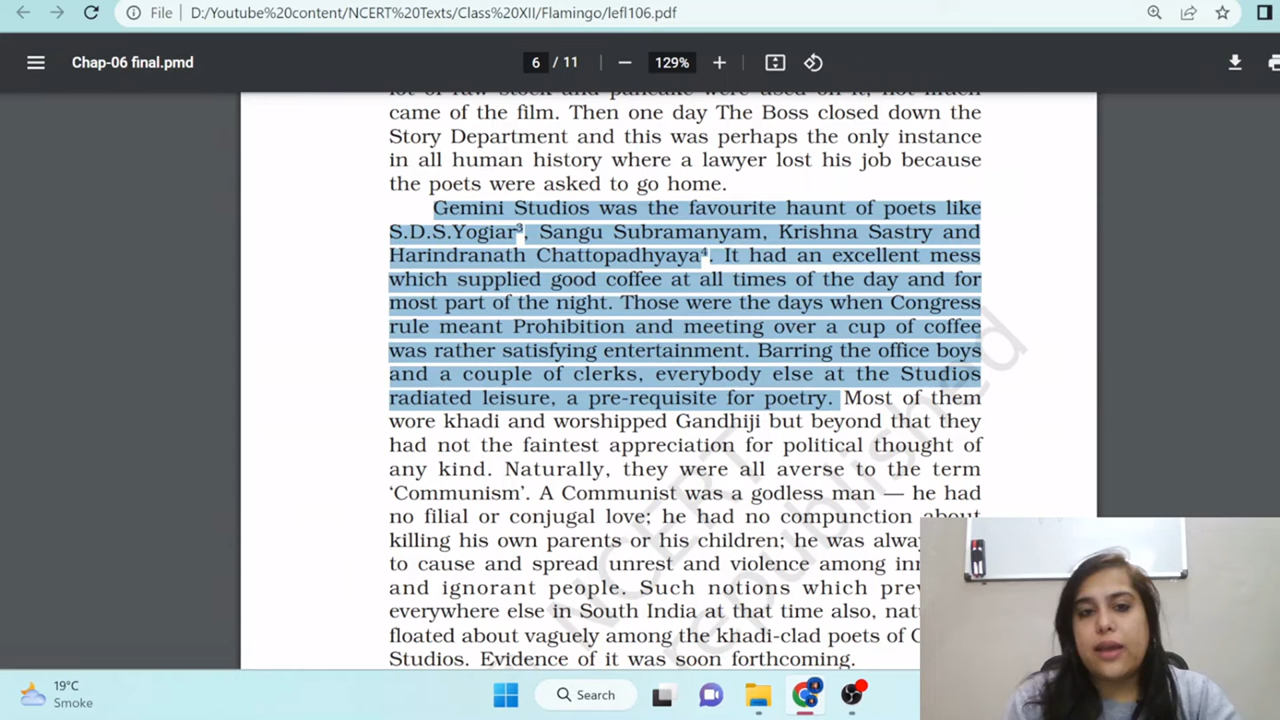 File
D:/Youtube%20content/NCERT%20Texts/Class%20XII/Flamingo/lefl106.pdf
Chap-06 final.pmd
6 / 11
129%
came of the film. Then one day The Boss closed down the
Story Department and this was perhaps the only instance
in all human history where a lawyer lost his job because
the poets were asked to go home.
Gemini Studios was the favourite haunt of poets like
S.D.S.Yogiar³, Sangu Subramanyam, Krishna Sastry and
Harindranath Chattopadhyaya⁴. It had an excellent mess
which supplied good coffee at all times of the day and for
most part of the night. Those were the days when Congress
rule meant Prohibition and meeting over a cup of coffee
was rather satisfying entertainment. Barring the office boys
and a couple of clerks, everybody else at the Studios
radiated leisure, a pre-requisite for poetry. Most of them
wore khadi and worshipped Gandhiji but beyond that they
had not the faintest appreciation for political thought of
any kind. Naturally, they were all averse to the term
‘Communism’. A Communist was a godless man — he had
no filial or conjugal love; he had no compunction about
killing his own parents or his children; he was alway
to cause and spread unrest and violence among inn
and ignorant people. Such notions which prev
everywhere else in South India at that time also, nat
floated about vaguely among the khadi-clad poets of G
Studios. Evidence of it was soon forthcoming.
NCERT
republished
19°C
Smoke
Search